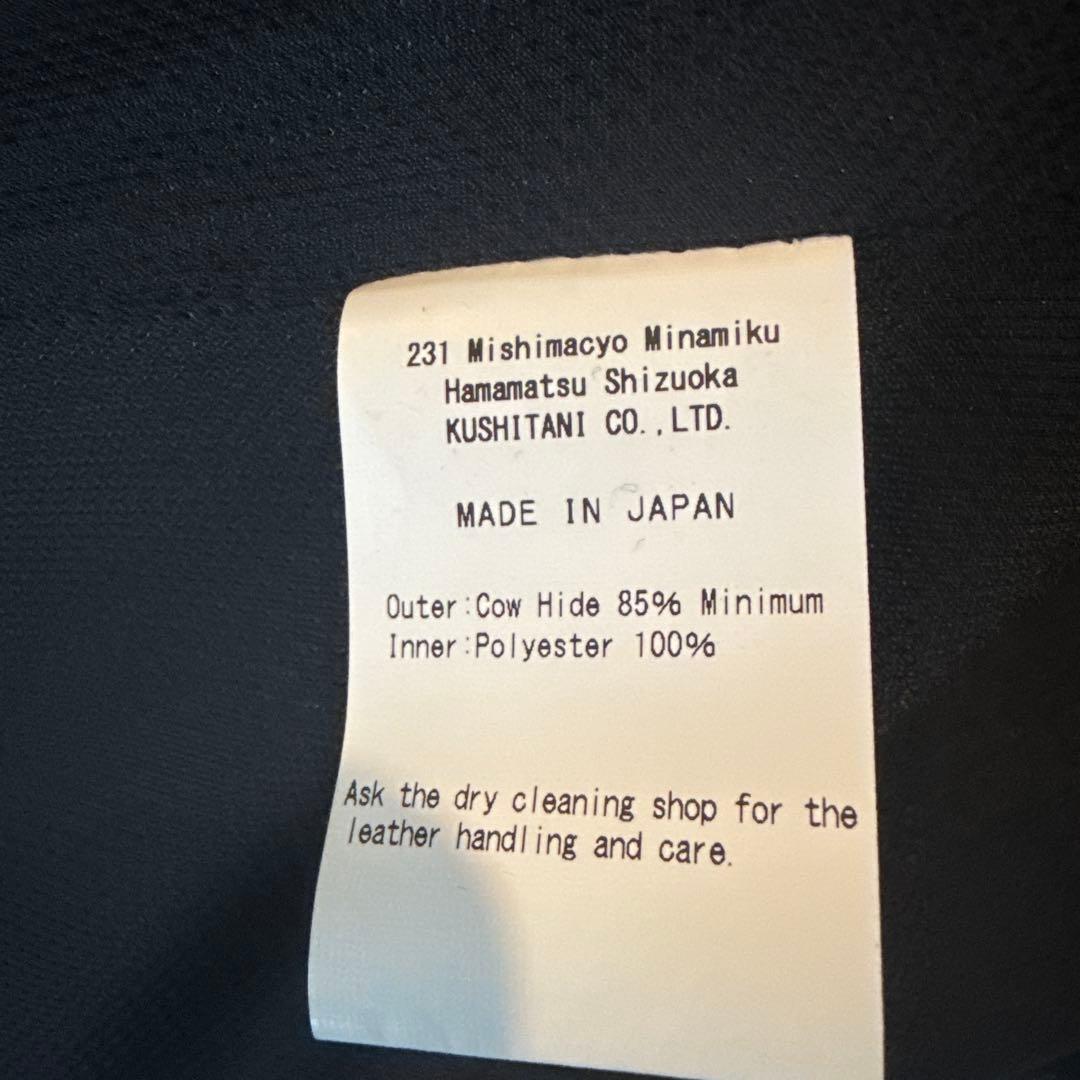 231 Mishimacyo Minamiku
Hamamatsu Shizuoka
KUSHITANI CO.,LTD.
MADE IN JAPAN
Outer:Cow Hide 85% Minimum
Inner:Polyester 100%
Ask the dry cleaning shop for the
leather handling and care.